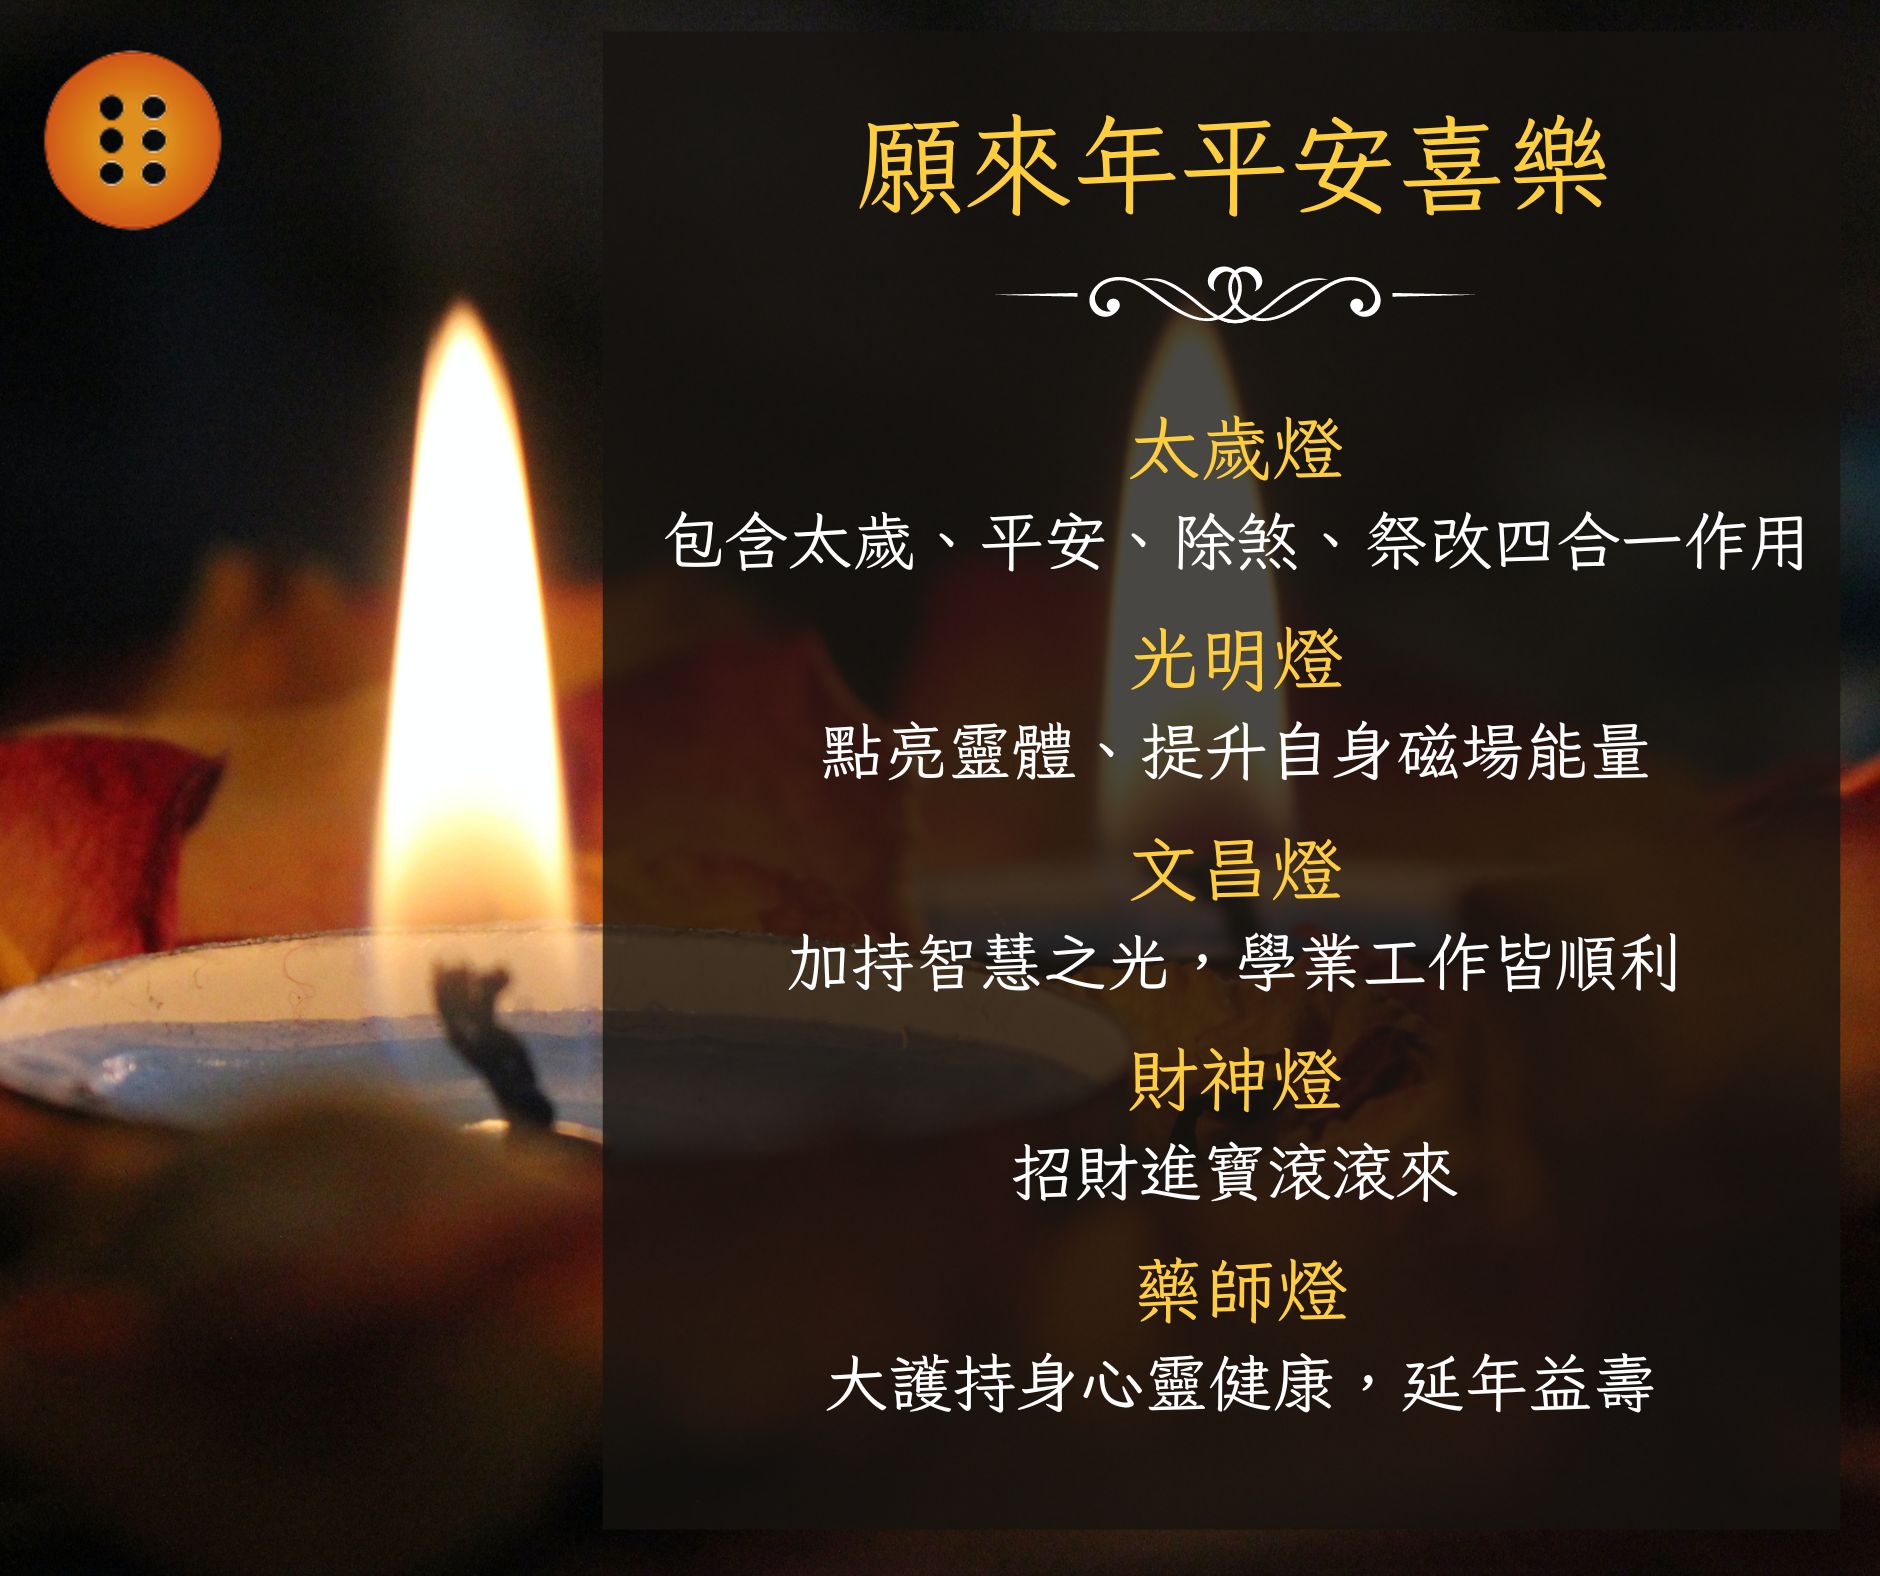 願來年平安喜樂
太歲燈
包含太歲、平安、除煞、祭改四合一作用
光明燈
點亮靈體、提升自身磁場能量
文昌燈
加持智慧之光，學業工作皆順利
財神燈
招財進寶滾滾來
藥師燈
大護持身心靈健康，延年益壽